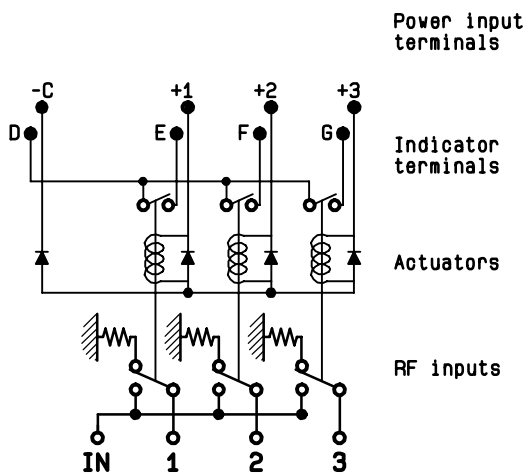 Power input
terminals
-C +1 +2 +3
D E F G
Indicator
terminals
Actuators
RF inputs
IN 1 2 3